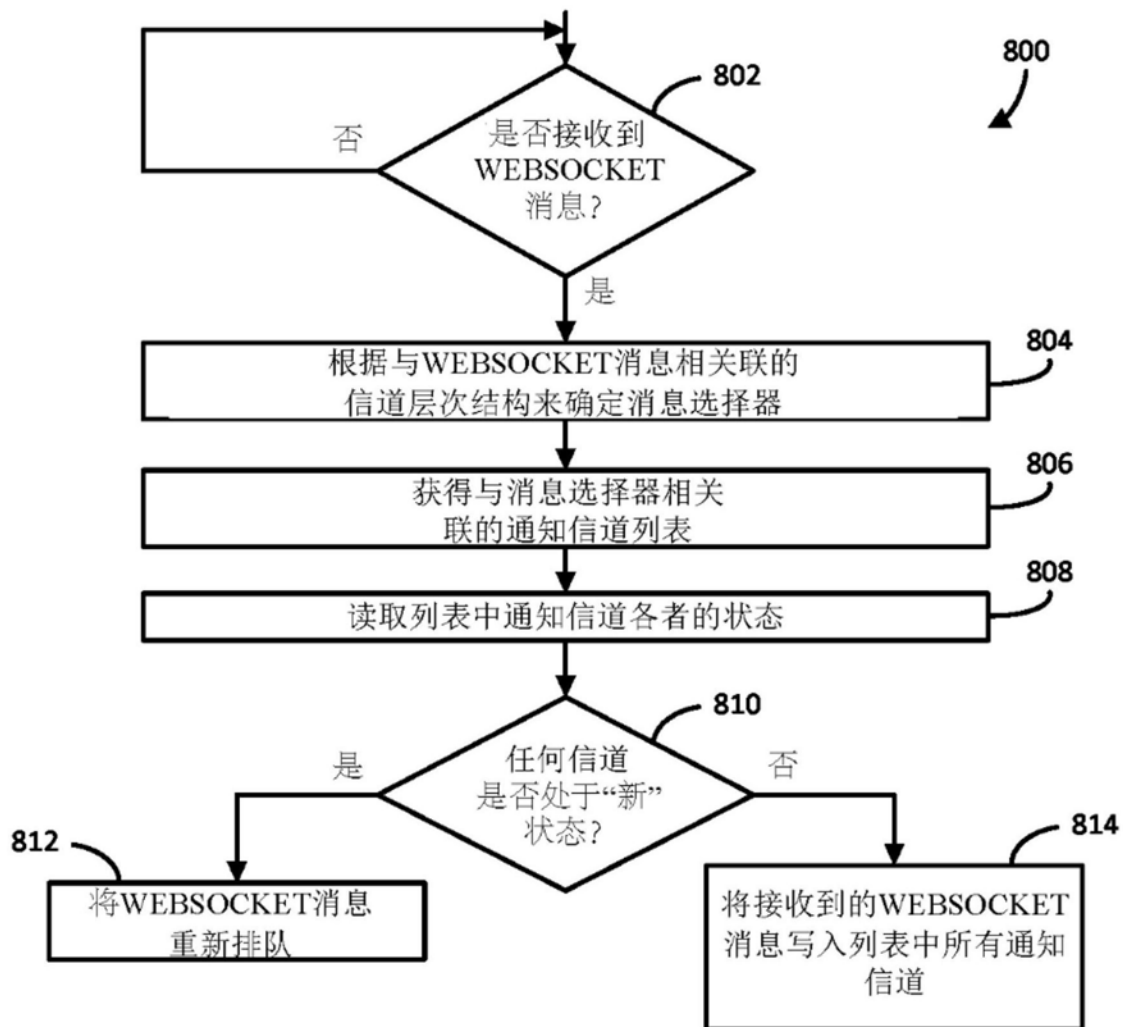 802
800
否
是否接收到
WEBSOCKET
消息?
是
804
根据与WEBSOCKET消息相关联的
信道层次结构来确定消息选择器
806
获得与消息选择器相关
联的通知信道列表
808
读取列表中通知信道各者的状态
810
是
任何信道
是否处于“新”
状态?
否
812
将WEBSOCKET消息
重新排队
814
将接收到的WEBSOCKET
消息写入列表中所有通知
信道